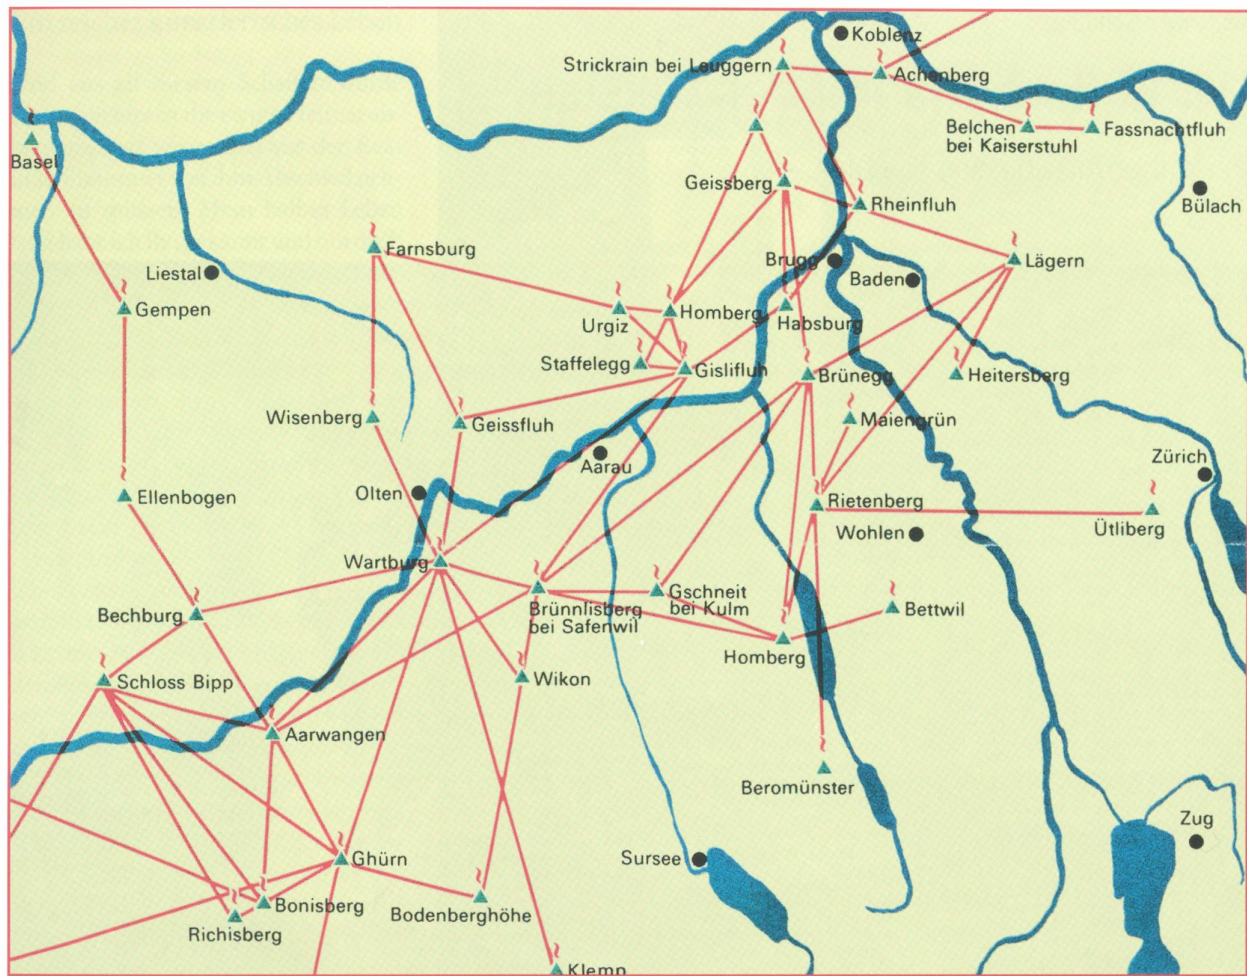 Koblenz
Strickrain bei Leuggern
Achenberg
Basel
Belchen
bei Kaiserstuhl
Fassnachtfluh
Geissberg
Rheinfluh
Bülach
Farnsburg
Liestal
Brugg
Baden
Lägern
Gempen
Urgiz
Homberg
Habsburg
Staffelegg
Gislifluh
Brünegg
Heitersberg
Wisenberg
Geissfluh
Maiengrün
Aarau
Zürich
Ellenbogen
Olten
Rietenberg
Wohlen
Ütliberg
Wartburg
Bechburg
Brünnlisberg
bei Safenwil
Gschneit
bei Kulm
Bettwil
Homberg
Schloss Bipp
Wikon
Aarwangen
Beromünster
Zug
Ghürn
Sursee
Bonisberg
Bodenberghöhe
Richisberg
Klemp